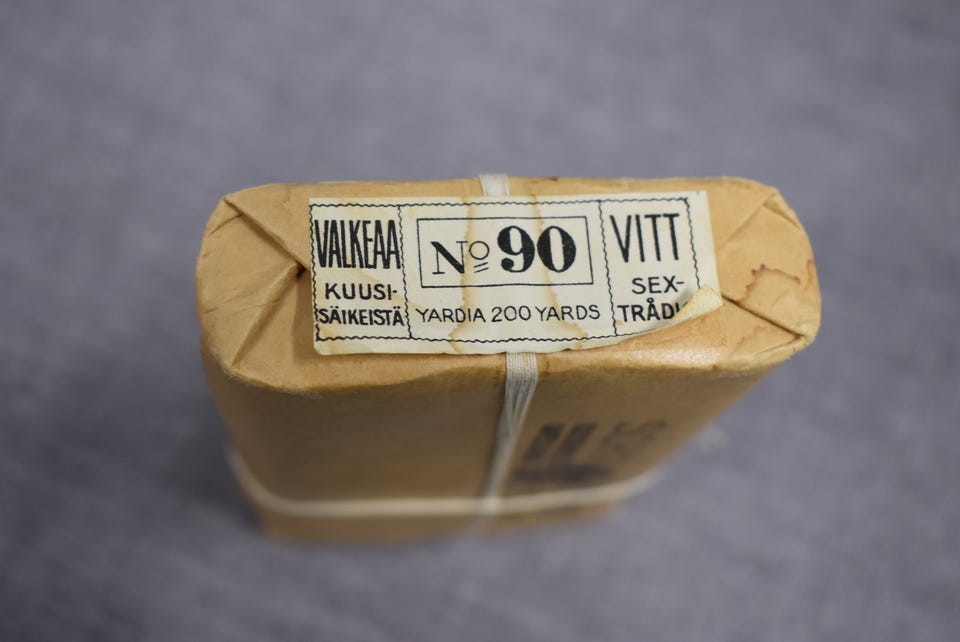 VALKEAA
KUUSI-
SÄIKEISTÄ
No 90
YARDIA 200 YARDS
VITT
SEX-